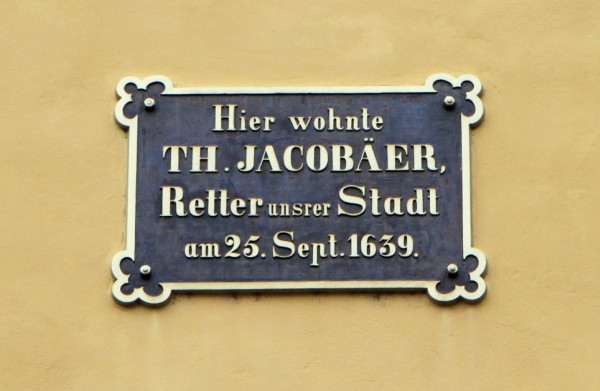 Hier wohnte
TH. JACOBÄER,
Retter unsrer Stadt
am 25. Sept. 1639.